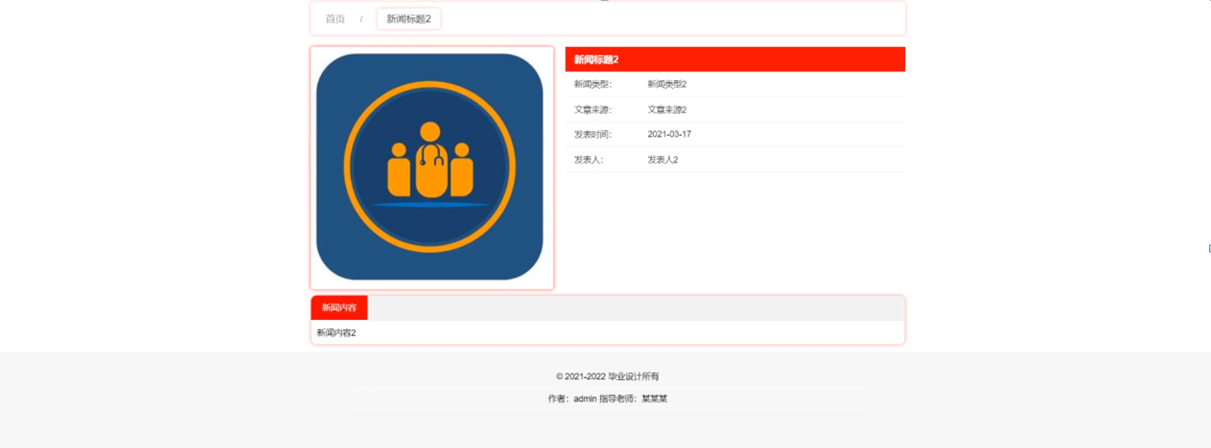 首页 / 新闻标题2
新闻标题2
新闻类型： 新闻类型2
文章来源： 文章来源2
发表时间： 2021-03-17
发表人： 发表人2
新闻内容
新闻内容2
© 2021-2022 毕业设计所有
作者：admin 指导老师：某某某